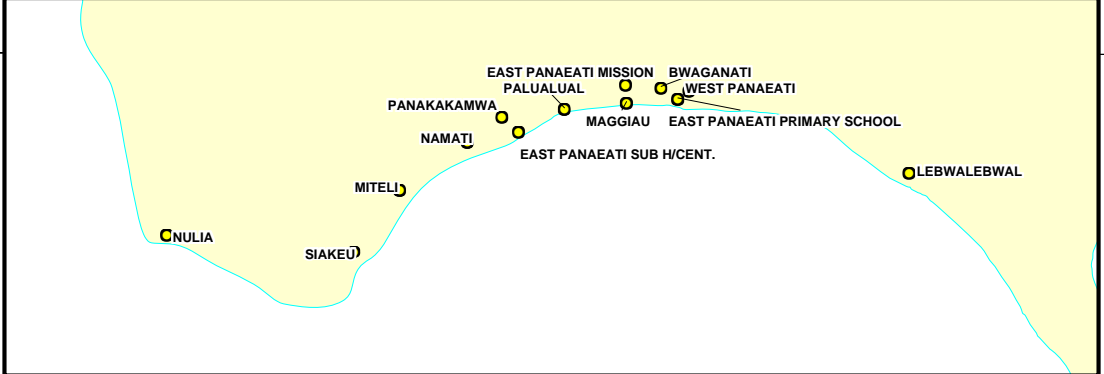 EAST PANAEATI MISSION
BWAGANATI
PALUALUAL
WEST PANAEATI
PANAKAKAMWA
MAGGIAU
EAST PANAEATI PRIMARY SCHOOL
NAMATI
EAST PANAEATI SUB H/CENT.
LEBWALEBWAL
MITELI
NULIA
SIAKEU